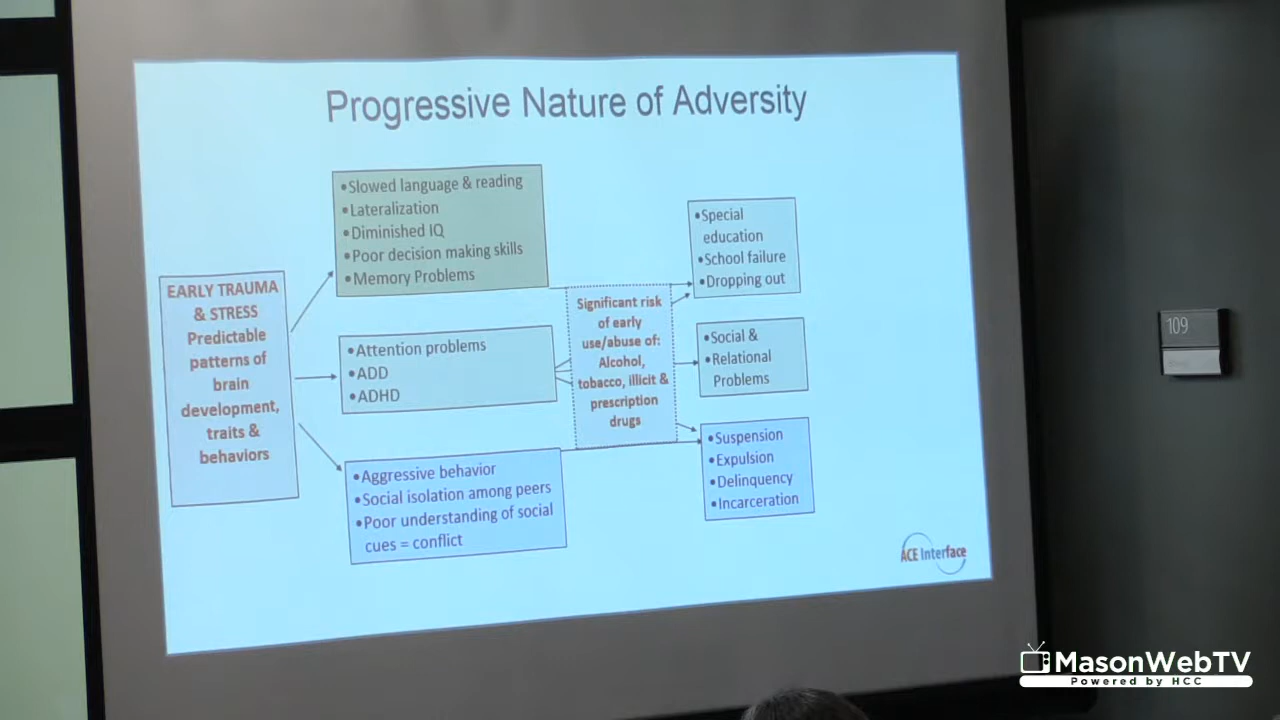 Progressive Nature of Adversity
EARLY TRAUMA
& STRESS
Predictable
patterns of
brain
development,
traits &
behaviors
•Slowed language & reading
•Lateralization
•Diminished IQ
•Poor decision making skills
•Memory Problems
•Attention problems
•ADD
•ADHD
•Aggressive behavior
•Social isolation among peers
•Poor understanding of social
cues = conflict
Significant risk
of early
use/abuse of:
Alcohol,
tobacco, illicit &
prescription
drugs
•Special
education
•School failure
•Dropping out
•Social &
•Relational
Problems
•Suspension
•Expulsion
•Delinquency
•Incarceration
ACE Interface
109
MasonWebTV
Powered by HCC